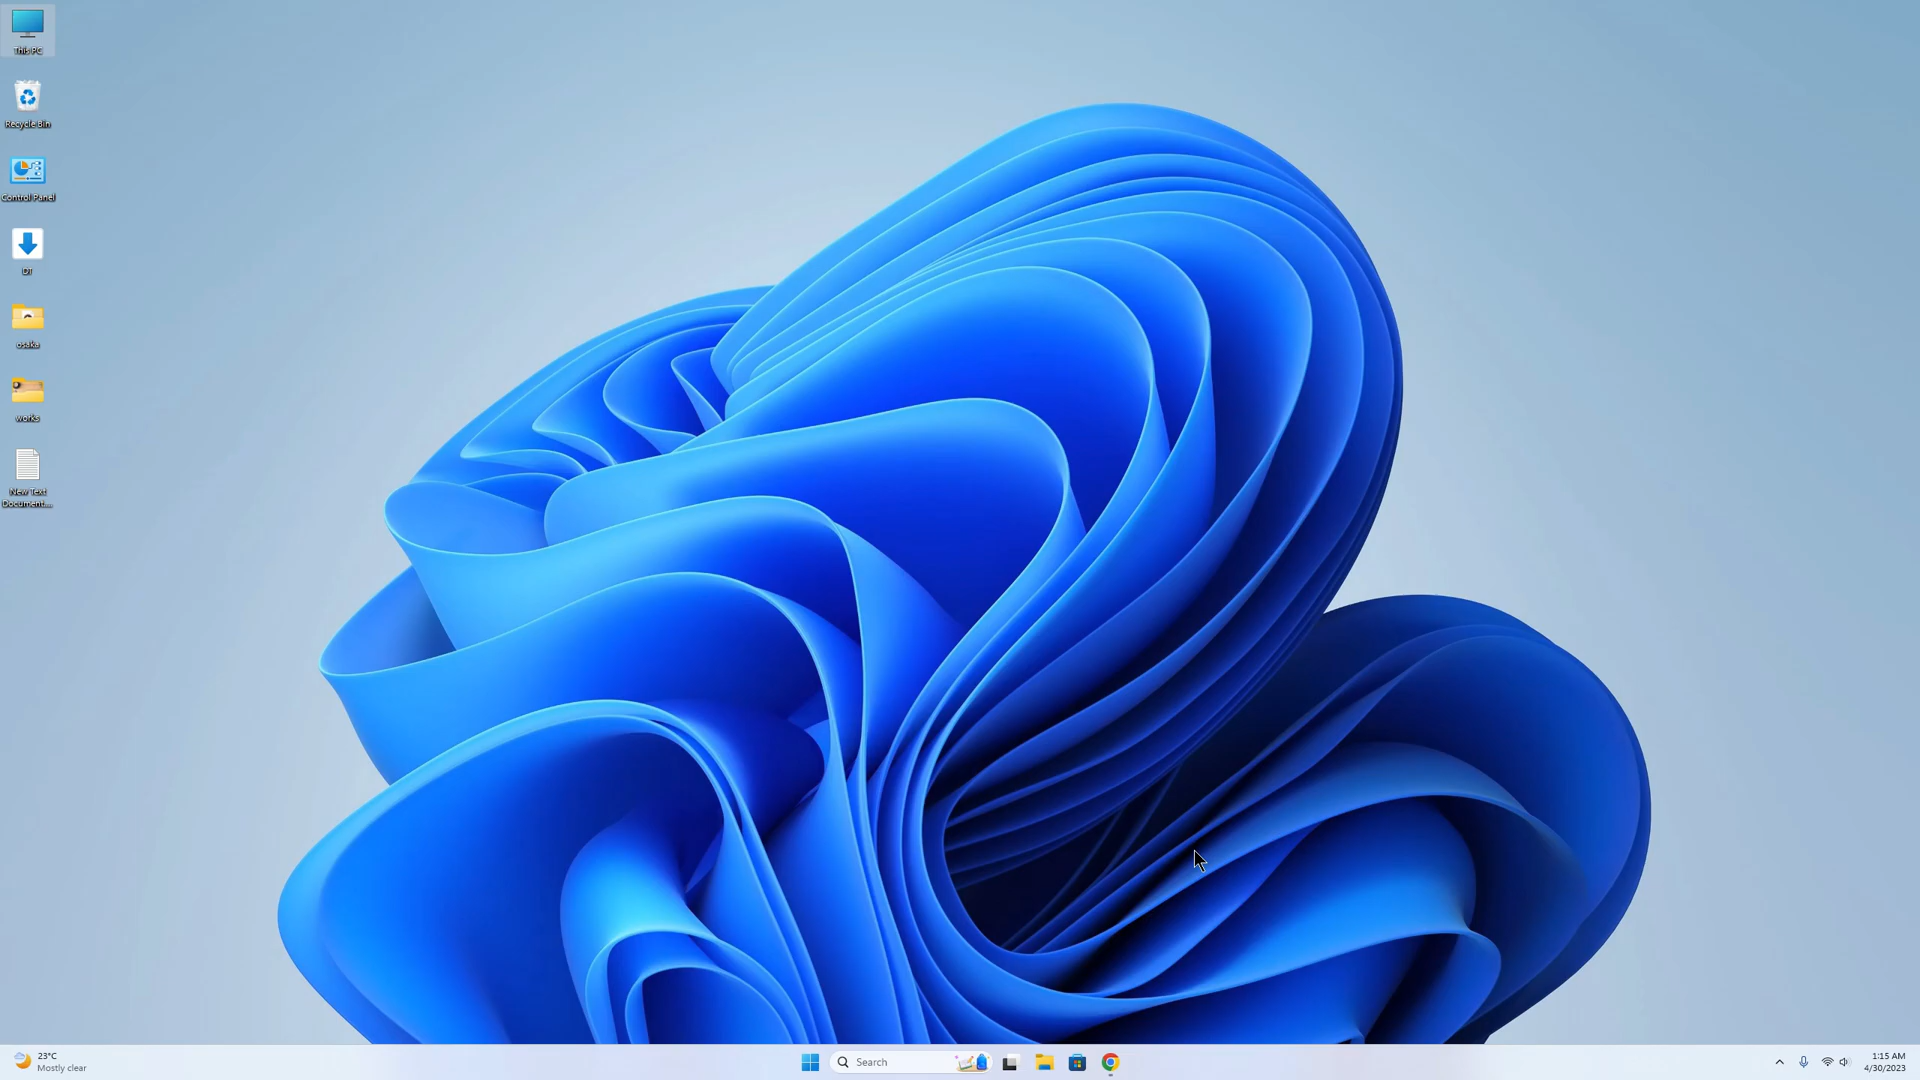 This PC
Recycle Bin
Control Panel
DT
osaka
works
New Text
Document....
23°C
Mostly clear
Search
1:15 AM
4/30/2023